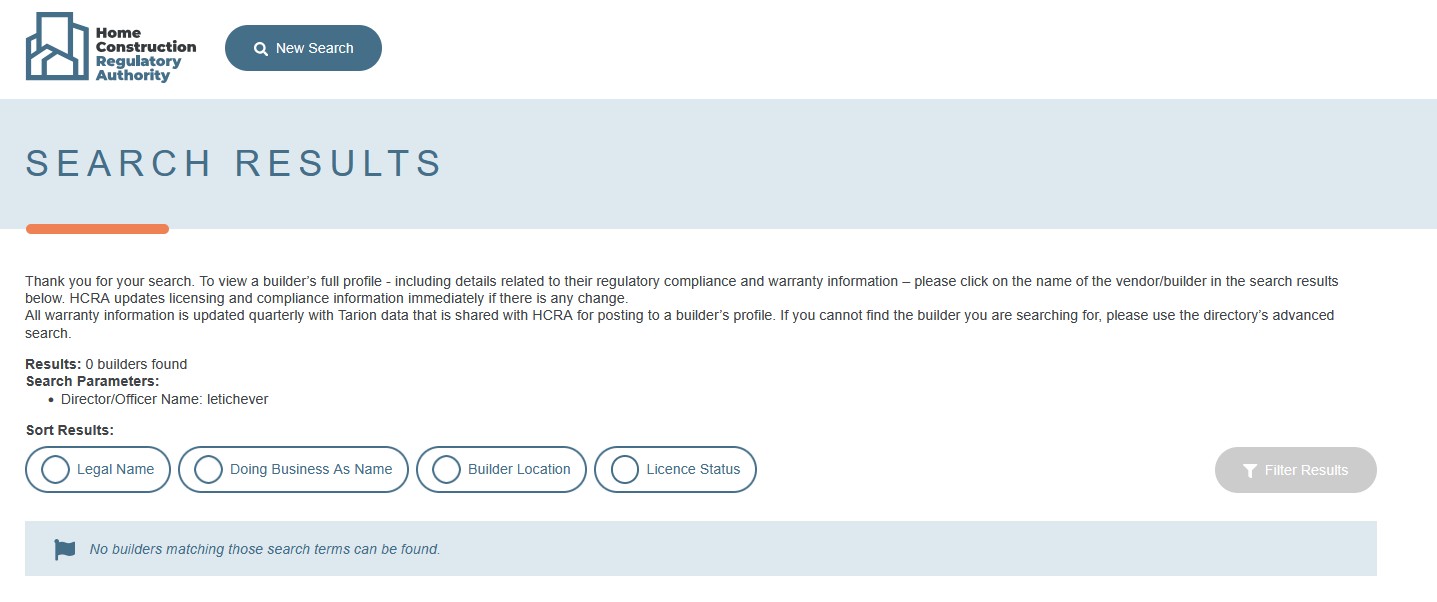 Home
Construction
Regulatory
Authority
New Search
SEARCH RESULTS
Thank you for your search. To view a builder's full profile - including details related to their regulatory compliance and warranty information – please click on the name of the vendor/builder in the search results
below. HCRA updates licensing and compliance information immediately if there is any change.
All warranty information is updated quarterly with Tarion data that is shared with HCRA for posting to a builder's profile. If you cannot find the builder you are searching for, please use the directory's advanced
search.
Results: 0 builders found
Search Parameters:
• Director/Officer Name: letichever
Sort Results:
Legal Name Doing Business As Name Builder Location Licence Status Filter Results
No builders matching those search terms can be found.